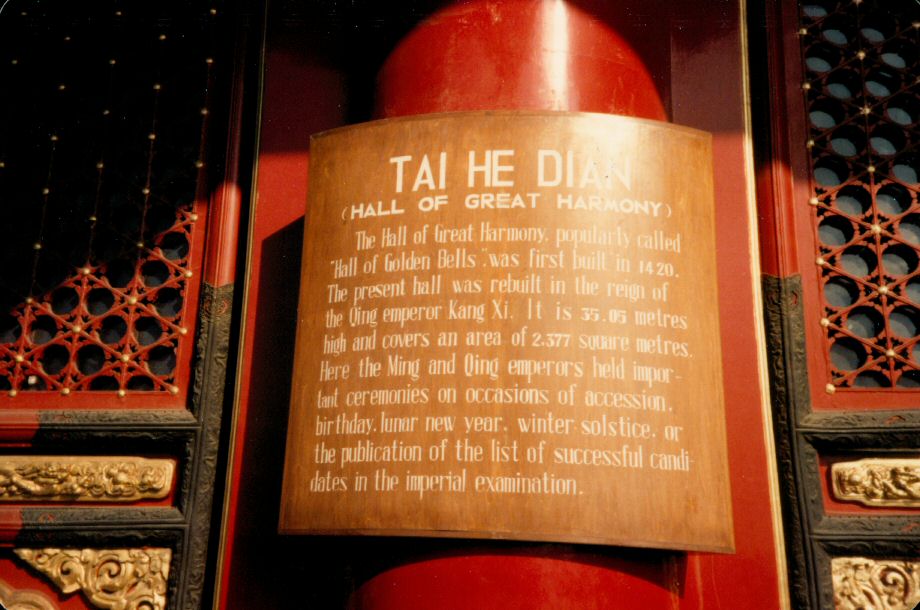 TAI HE DIAN
(HALL OF GREAT HARMONY)
The Hall of Great Harmony, popularly called
"Hall of Golden Bells", was first built in 1420.
The present hall was rebuilt in the reign of
the Qing emperor Kang Xi. It is 35.05 metres
high and covers an area of 2.377 square metres.
Here the Ming and Qing emperors held impor-
tant ceremonies on occasions of accession,
birthday, lunar new year, winter solstice, or
the publication of the list of successful candi-
dates in the imperial examination.